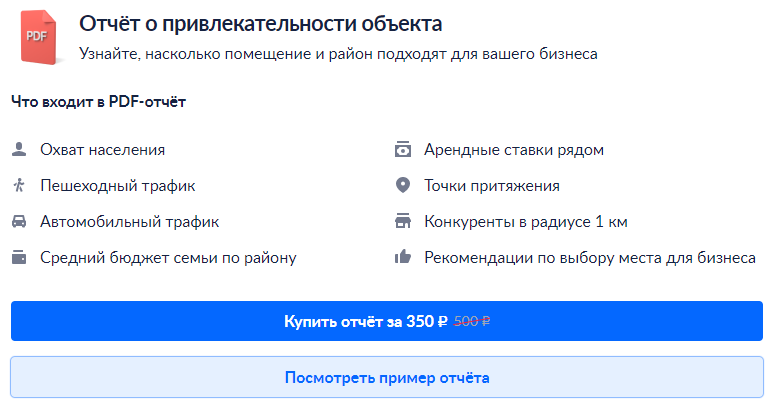 PDF
Отчёт о привлекательности объекта
Узнайте, насколько помещение и район подходят для вашего бизнеса
Что входит в PDF-отчёт
Охват населения
Арендные ставки рядом
Пешеходный трафик
Точки притяжения
Автомобильный трафик
Конкуренты в радиусе 1 км
Средний бюджет семьи по району
Рекомендации по выбору места для бизнеса
Купить отчёт за 350 ₽ 500 ₽
Посмотреть пример отчёта